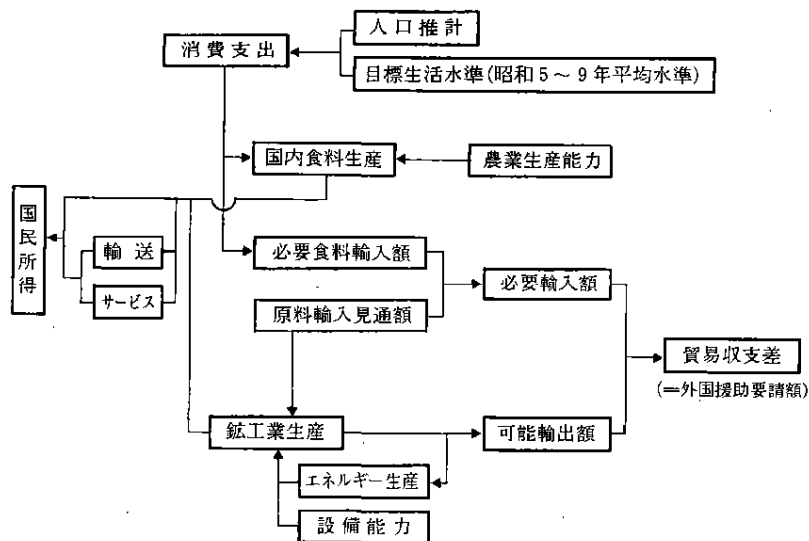 人口推計
消費支出
目標生活水準(昭和5～9年平均水準)
国内食料生産
農業生産能力
国民所得
輸送
サービス
必要食料輸入額
必要輸入額
原料輸入見通額
貿易収支差
(＝外国援助要請額)
鉱工業生産
可能輸出額
エネルギー生産
設備能力